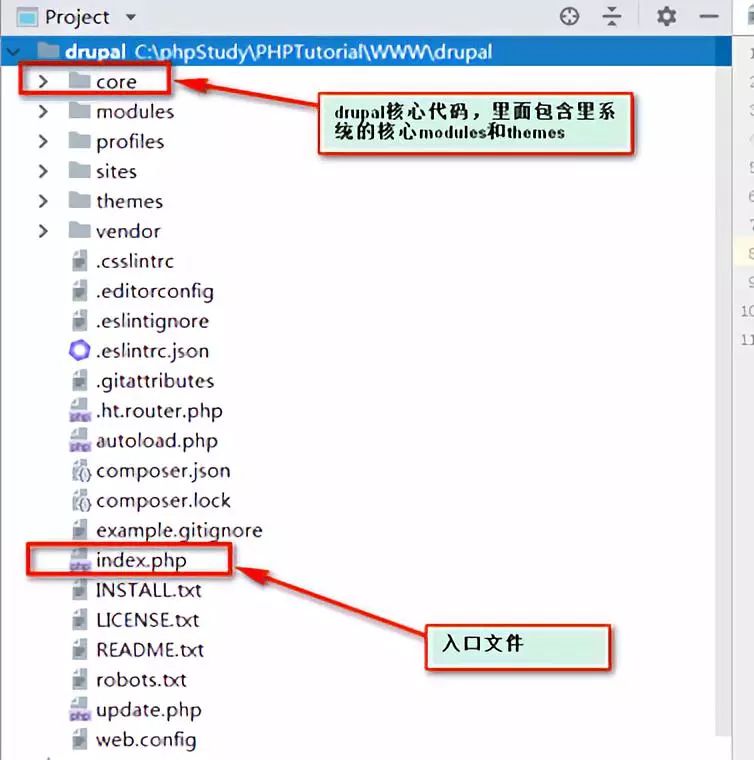 Project
drupal C:\phpStudy\PHPTutorial\WWW\drupal
core
drupal核心代码，里面包含里系
统的核心modules和themes
modules
profiles
sites
themes
vendor
.csslintrc
.editorconfig
.eslintignore
.eslintrc.json
.gitattributes
.ht.router.php
autoload.php
composer.json
composer.lock
example.gitignore
index.php
INSTALL.txt
LICENSE.txt
入口文件
README.txt
robots.txt
update.php
web.config